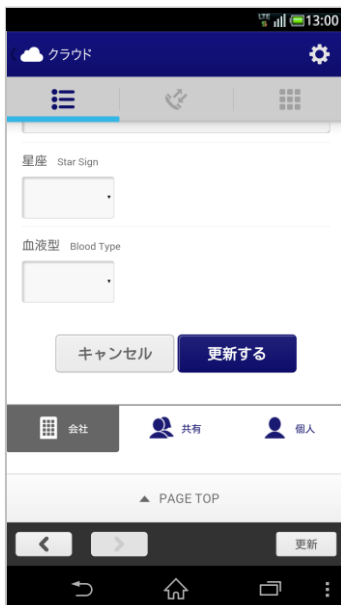 LTE
S
13:00
クラウド
星座 Star Sign
血液型 Blood Type
キャンセル 更新する
会社 共有 個人
▲ PAGE TOP
更新